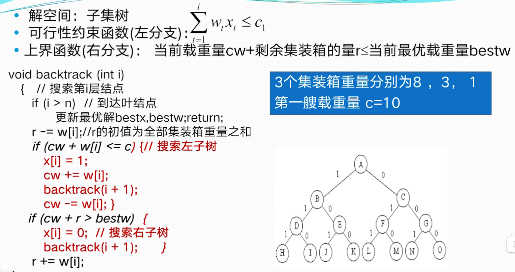 • 解空间：子集树
• 可行性约束函数(左分支): $\sum_{i=1}^{i} w_i x_i \le c_1$
• 上界函数(右分支)： 当前载重量cw+剩余集装箱的量r≤当前最优载重量bestw
void backtrack (int i)
{ // 搜索第i层结点
if (i > n) // 到达叶结点
更新最优解bestx,bestw;return;
r -= w[i];//r的初值为全部集装箱重量之和
if (cw + w[i] <= c) {// 搜索左子树
x[i] = 1;
cw += w[i];
backtrack(i + 1);
cw -= w[i]; }
if (cw + r > bestw) {
x[i] = 0; // 搜索右子树
backtrack(i + 1); }
r += w[i];
3个集装箱重量分别为8 ，3， 1
第一艘载重量 c=10
A
1 0
B C
1 0 1 0
D E F G
1 0 1 0 1 0 1 0
H I J K L M N O